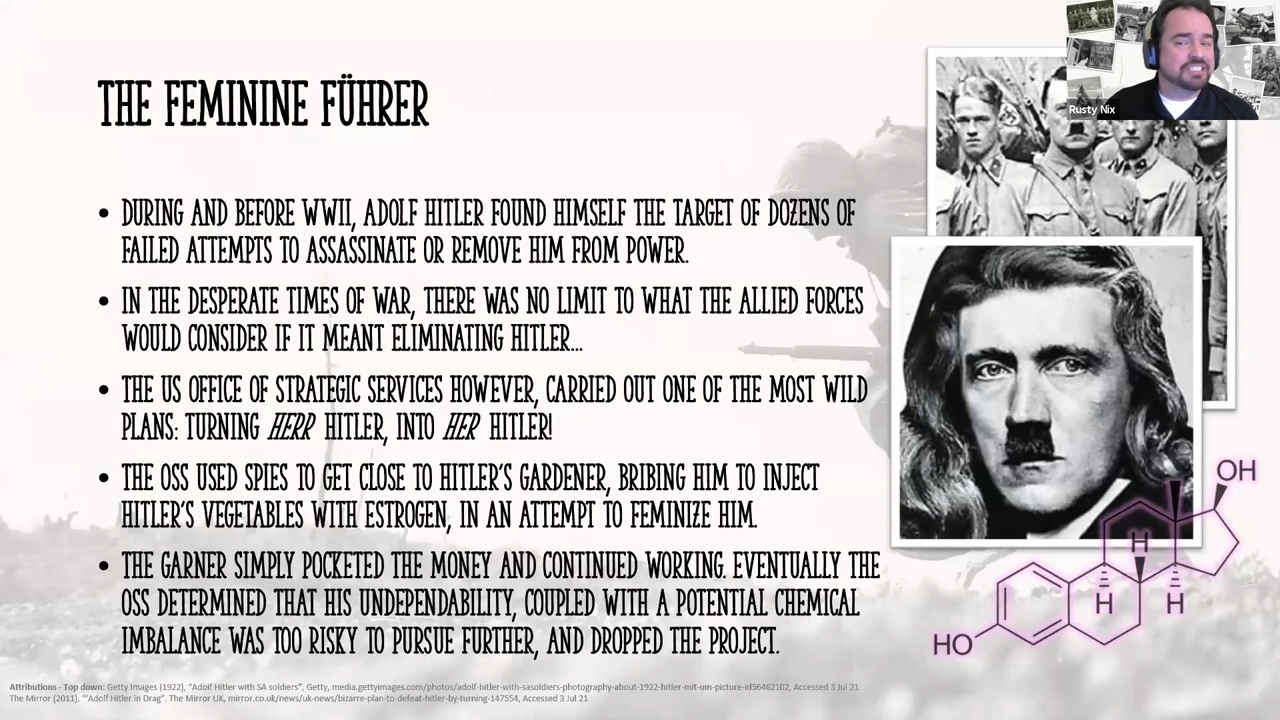 THE FEMININE FÜHRER
Rusty Nix
• DURING AND BEFORE WWII, ADOLF HITLER FOUND HIMSELF THE TARGET OF DOZENS OF
FAILED ATTEMPTS TO ASSASSINATE OR REMOVE HIM FROM POWER.
• IN THE DESPERATE TIMES OF WAR, THERE WAS NO LIMIT TO WHAT THE ALLIED FORCES
WOULD CONSIDER IF IT MEANT ELIMINATING HITLER...
• THE US OFFICE OF STRATEGIC SERVICES HOWEVER, CARRIED OUT ONE OF THE MOST WILD
PLANS: TURNING HERR HITLER, INTO HER HITLER!
• THE OSS USED SPIES TO GET CLOSE TO HITLER'S GARDENER, BRIBING HIM TO INJECT
HITLER'S VEGETABLES WITH ESTROGEN, IN AN ATTEMPT TO FEMINIZE HIM.
• THE GARNER SIMPLY POCKETED THE MONEY AND CONTINUED WORKING. EVENTUALLY THE
OSS DETERMINED THAT HIS UNDEPENDABILITY, COUPLED WITH A POTENTIAL CHEMICAL
IMBALANCE WAS TOO RISKY TO PURSUE FURTHER, AND DROPPED THE PROJECT.
OH
H
H
H
HO
Attributions - Top down: Getty Images (1922), "Adolf Hitler with SA soldiers", Getty, media.gettyimages.com/photos/adolf-hitler-with-sasoldiers-photography-about-1922-hitler-mit-um-picture-id56462102, Accessed 3 Jul 21
The Mirror (2011), "'Adolf Hitler in Drag", The Mirror UK, mirror.co.uk/news/uk-news/bizarre-plan-to-defeat-hitler-by-turning-147554, Accessed 3 Jul 21